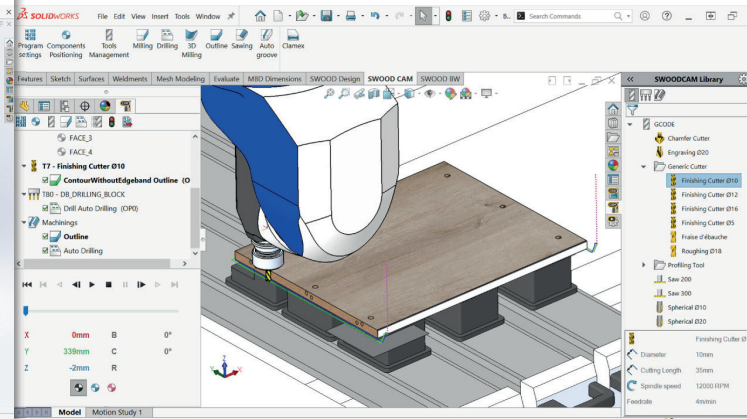 SOLIDWORKS File Edit View Insert Tools Window B... Search Commands
Program settings
Components Positioning
Tools Management
Milling
Drilling
3D Milling
Outline
Sawing
Auto groove
Clamex
Features Sketch Surfaces Weldments Mesh Modeling Evaluate MBD Dimensions SWOOD Design SWOOD CAM SWOOD BW
FACE_3
FACE_4
T7 - Finishing Cutter Ø10
ContourWithoutEdgeband Outline (O
TB0 - DB_DRILLING_BLOCK
Drill Auto Drilling (OP0)
Machinings
Outline
Auto Drilling
X 0mm B 0°
Y 339mm C 0°
Z -2mm R
Model Motion Study 1
SWOODCAM Library
GCODE
Chamfer Cutter
Engraving Ø20
Generic Cutter
Finishing Cutter Ø10
Finishing Cutter Ø12
Finishing Cutter Ø16
Finishing Cutter Ø5
Fraise d'ébauche
Roughing Ø18
Profiling Tool
Saw 200
Saw 300
Spherical Ø10
Spherical Ø20
Finishing Cutter Ø
Diameter 10mm
Cutting Length 35mm
Spindle speed 12000 RPM
Feedrate 4m/min